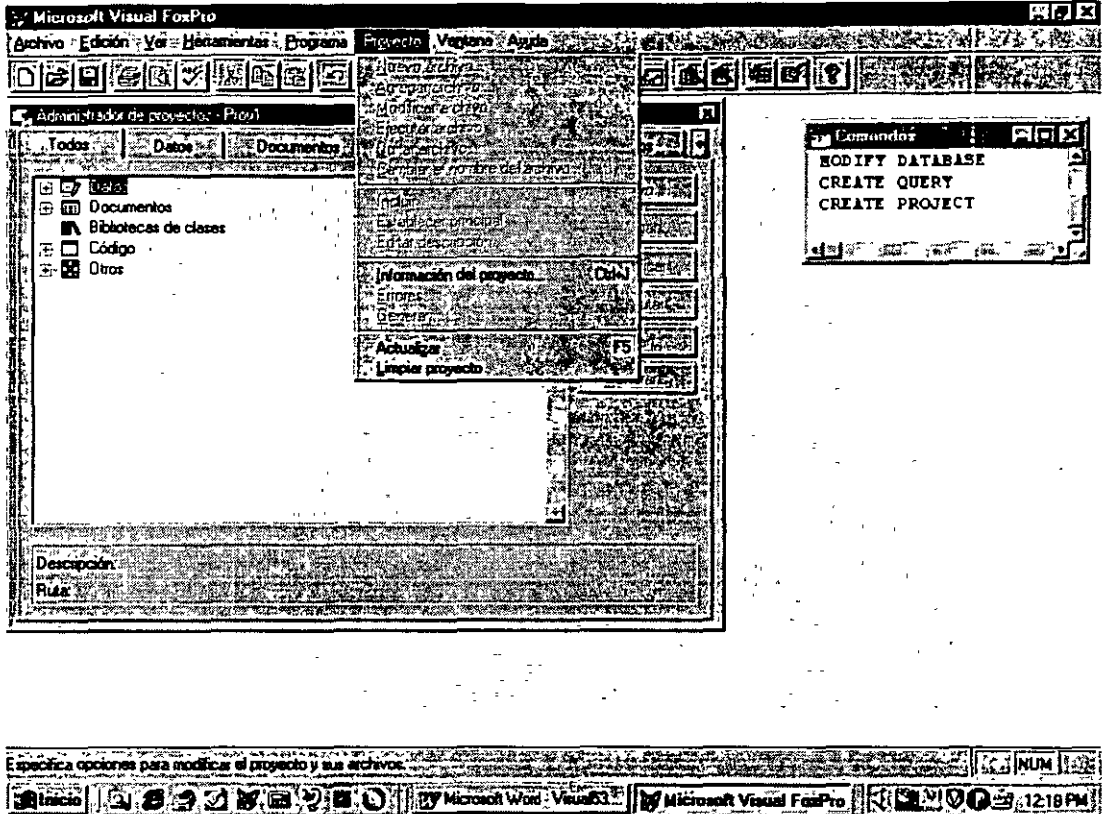 Microsoft Visual FoxPro
Archivo Edición Ver Herramientas Programa Proyecto Ventana Ayuda
Administrador de proyectos - Proy1
Todos Datos Documentos
Datos
Documentos
Bibliotecas de clases
Código
Otros
Nuevo archivo
Agregar archivo
Modificar archivo
Ejecutar archivo
Quitar archivo
Cambiar el nombre del archivo
Incluir
Establecer principal
Editar descripción
Información del proyecto Ctrl+J
Errores
Generar
Actualizar F5
Limpiar proyecto
Comandos
MODIFY DATABASE
CREATE QUERY
CREATE PROJECT
Descripción:
Ruta:
Especifica opciones para modificar el proyecto y sus archivos.
NUM
Inicio Microsoft Word - Visual63... Microsoft Visual FoxPro 12:18 PM